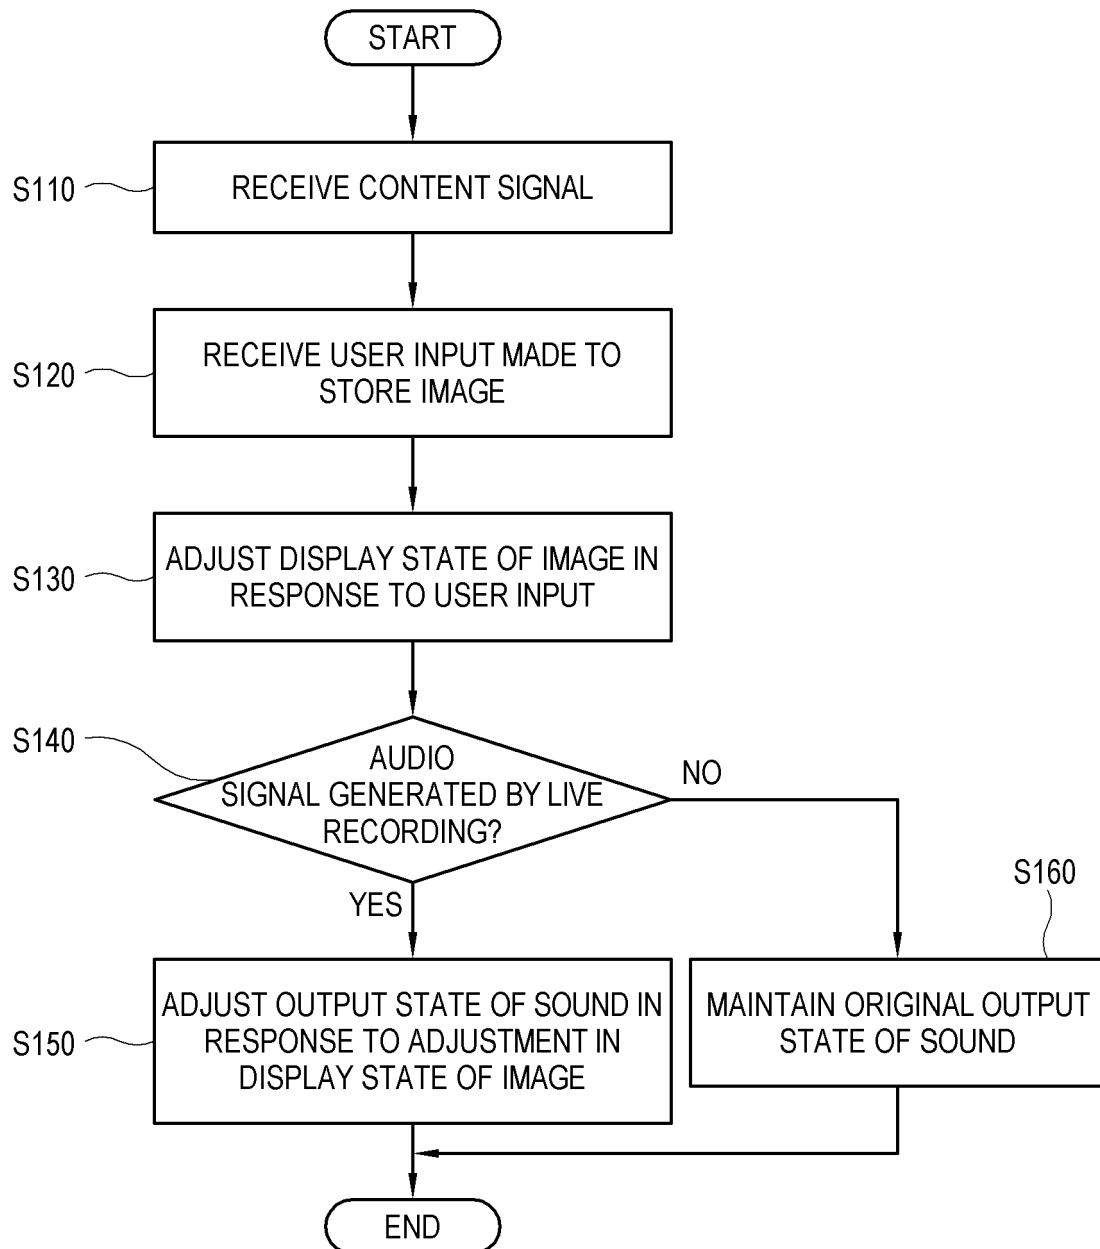 START
S110
RECEIVE CONTENT SIGNAL
S120
RECEIVE USER INPUT MADE TO
STORE IMAGE
S130
ADJUST DISPLAY STATE OF IMAGE IN
RESPONSE TO USER INPUT
S140
AUDIO
SIGNAL GENERATED BY LIVE
RECORDING?
NO
YES
S150
ADJUST OUTPUT STATE OF SOUND IN
RESPONSE TO ADJUSTMENT IN
DISPLAY STATE OF IMAGE
S160
MAINTAIN ORIGINAL OUTPUT
STATE OF SOUND
END